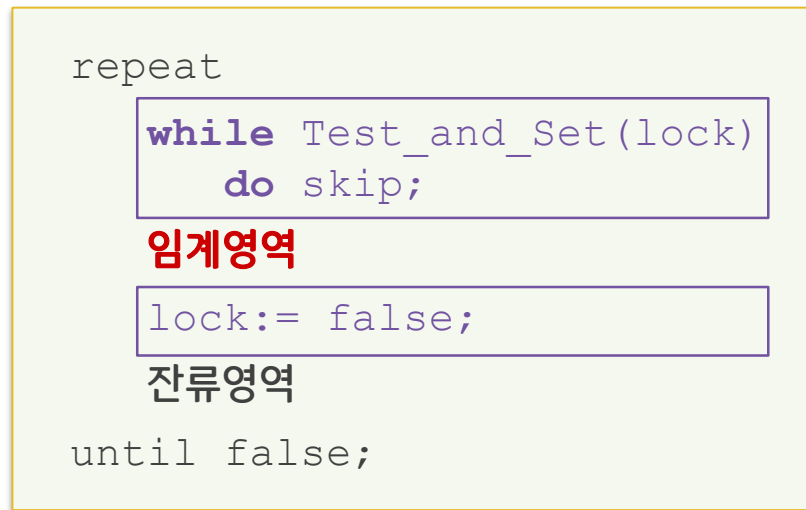 repeat
while Test_and_Set(lock)
do skip;
임계영역
lock:= false;
잔류영역
until false;